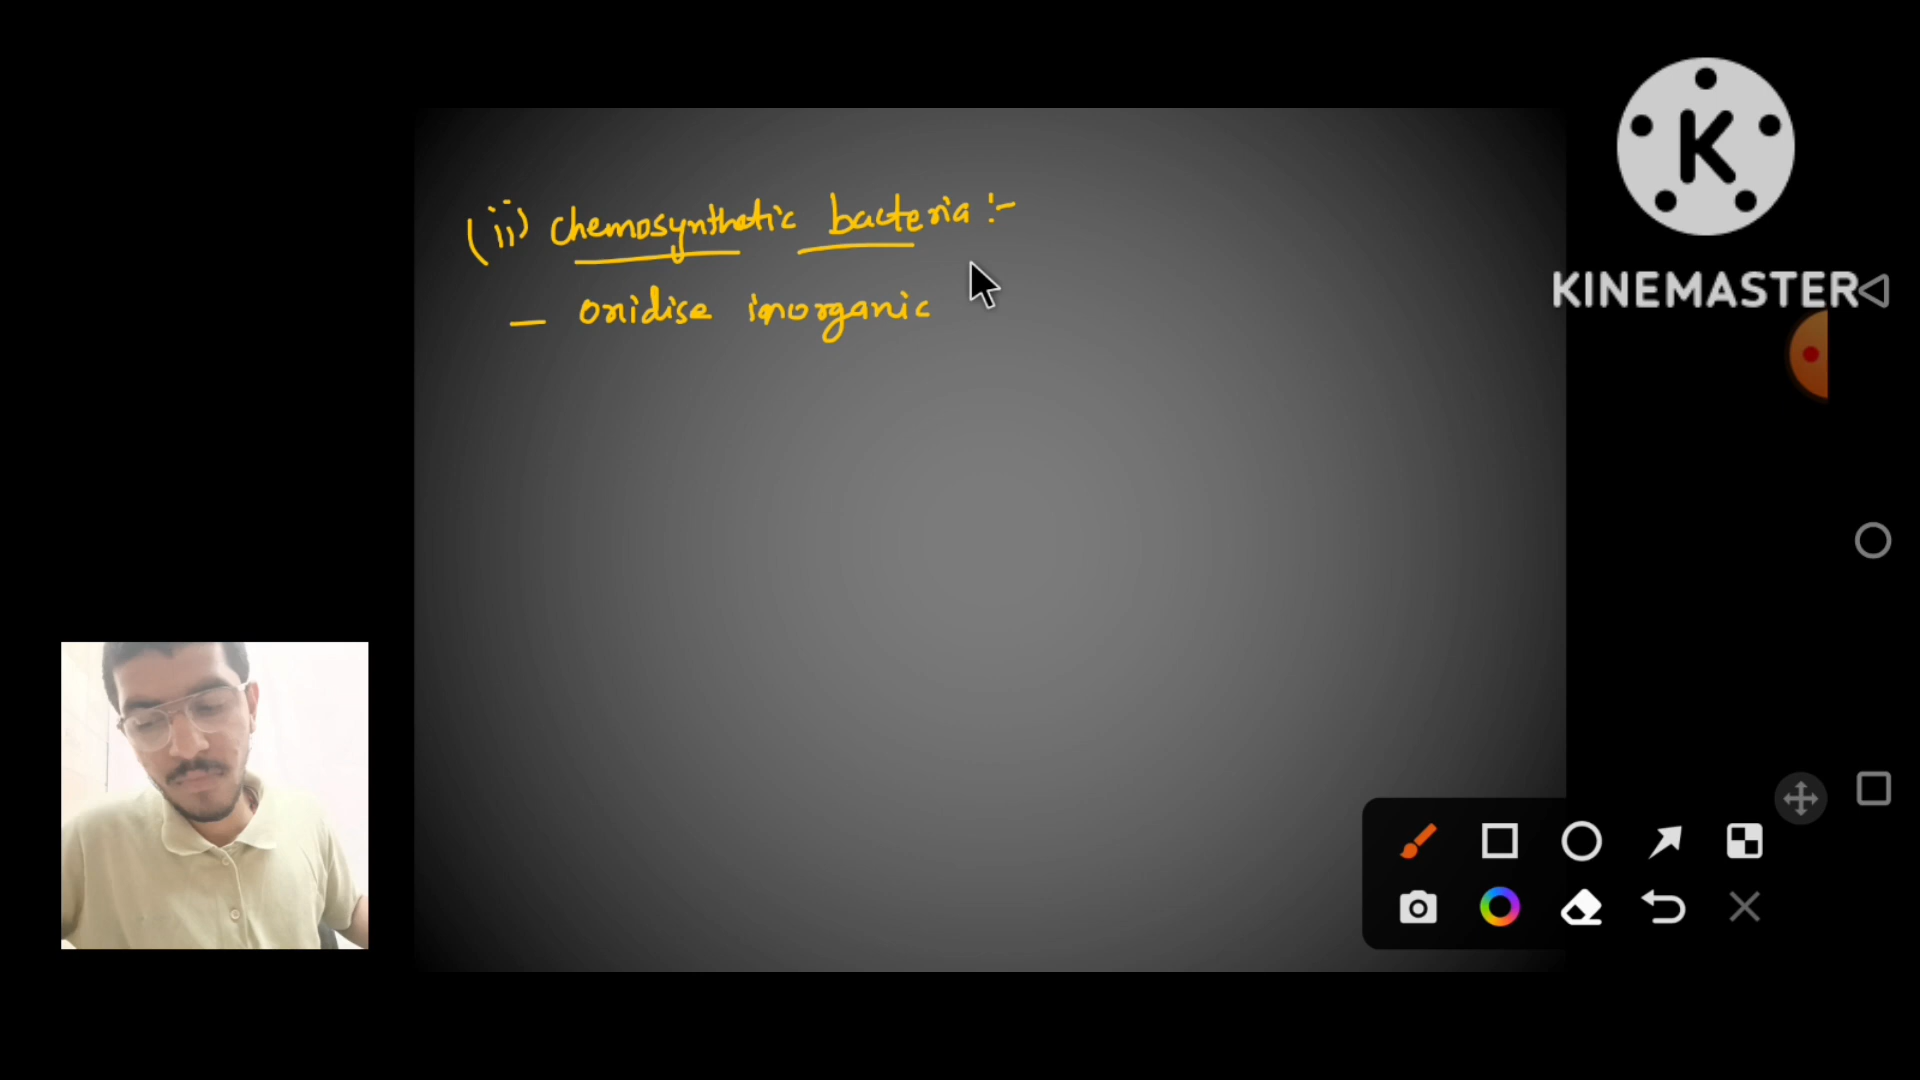 (ii) chemosynthetic bacteria :-
— oxidise inorganic
K
KINEMASTER